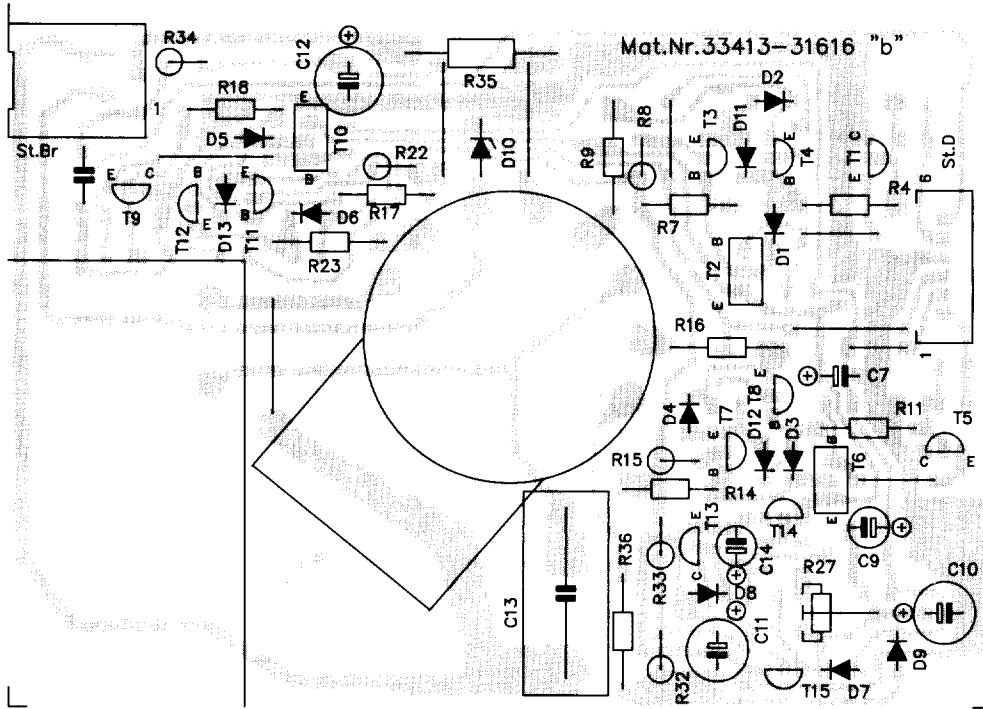 R34
C12
R35
Mat.Nr.33413-31616 "b"
D2
R18
E
1
D5
T10
D10
R22
R9
R8
E
T3
D11
E
T4
C
T1
St.D
St.Br
B
B
B
E
6
E
C
B
E
T9
T12
E
D13
B
T11
D6
R17
R4
R7
D1
R23
B
T2
E
R16
1
E
T8
C7
D4
E
T7
D12
B
D3
B
R11
T5
R15
B
T6
C
E
R14
E
T13
T14
E
C13
R36
R33
C
C14
C9
R27
C10
D8
C11
R32
T15
D7
D9